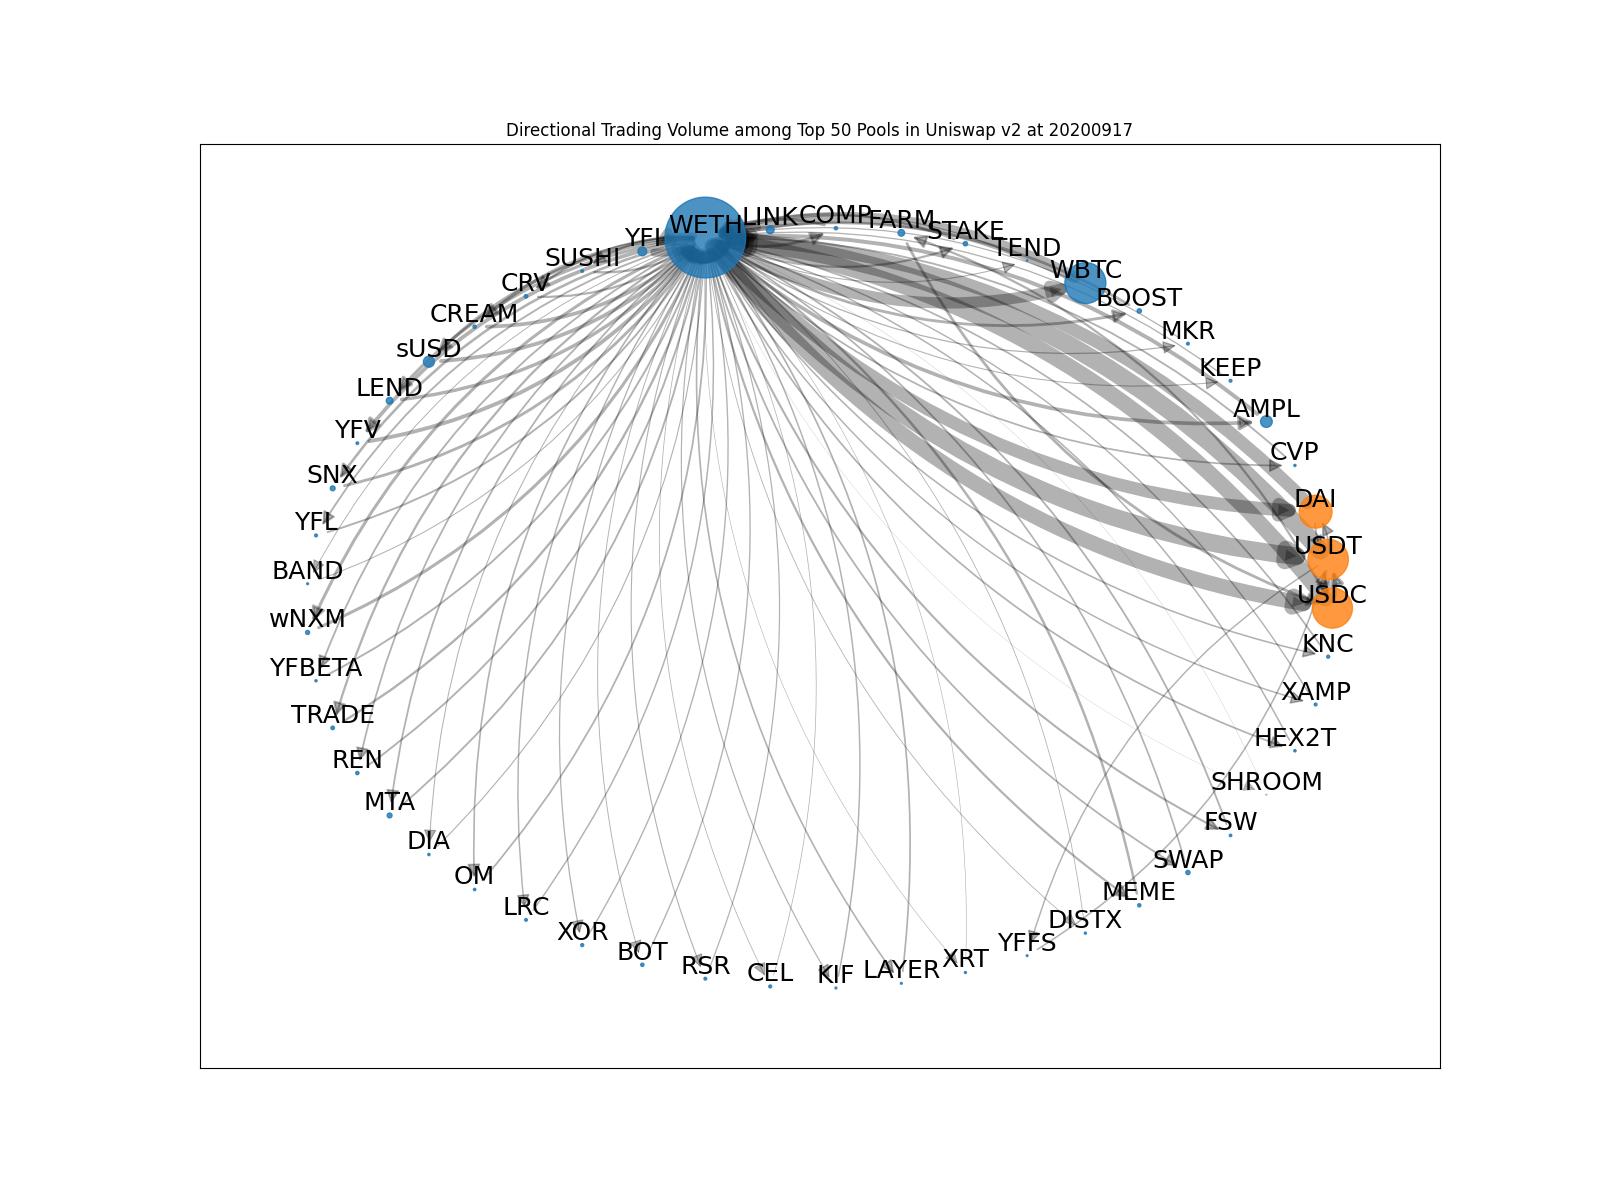 Directional Trading Volume among Top 50 Pools in Uniswap v2 at 20200917
WETH
LINK
COMP
FARM
STAKE
TEND
WBTC
BOOST
MKR
KEEP
AMPL
CVP
DAI
USDT
USDC
KNC
XAMP
HEX2T
SHROOM
FSW
SWAP
MEME
DISTX
YFFS
XRT
LAYER
KIF
CEL
RSR
BOT
XOR
LRC
OM
DIA
MTA
REN
TRADE
YFBETA
wNXM
BAND
YFL
SNX
YFV
LEND
sUSD
CREAM
CRV
SUSHI
YFI